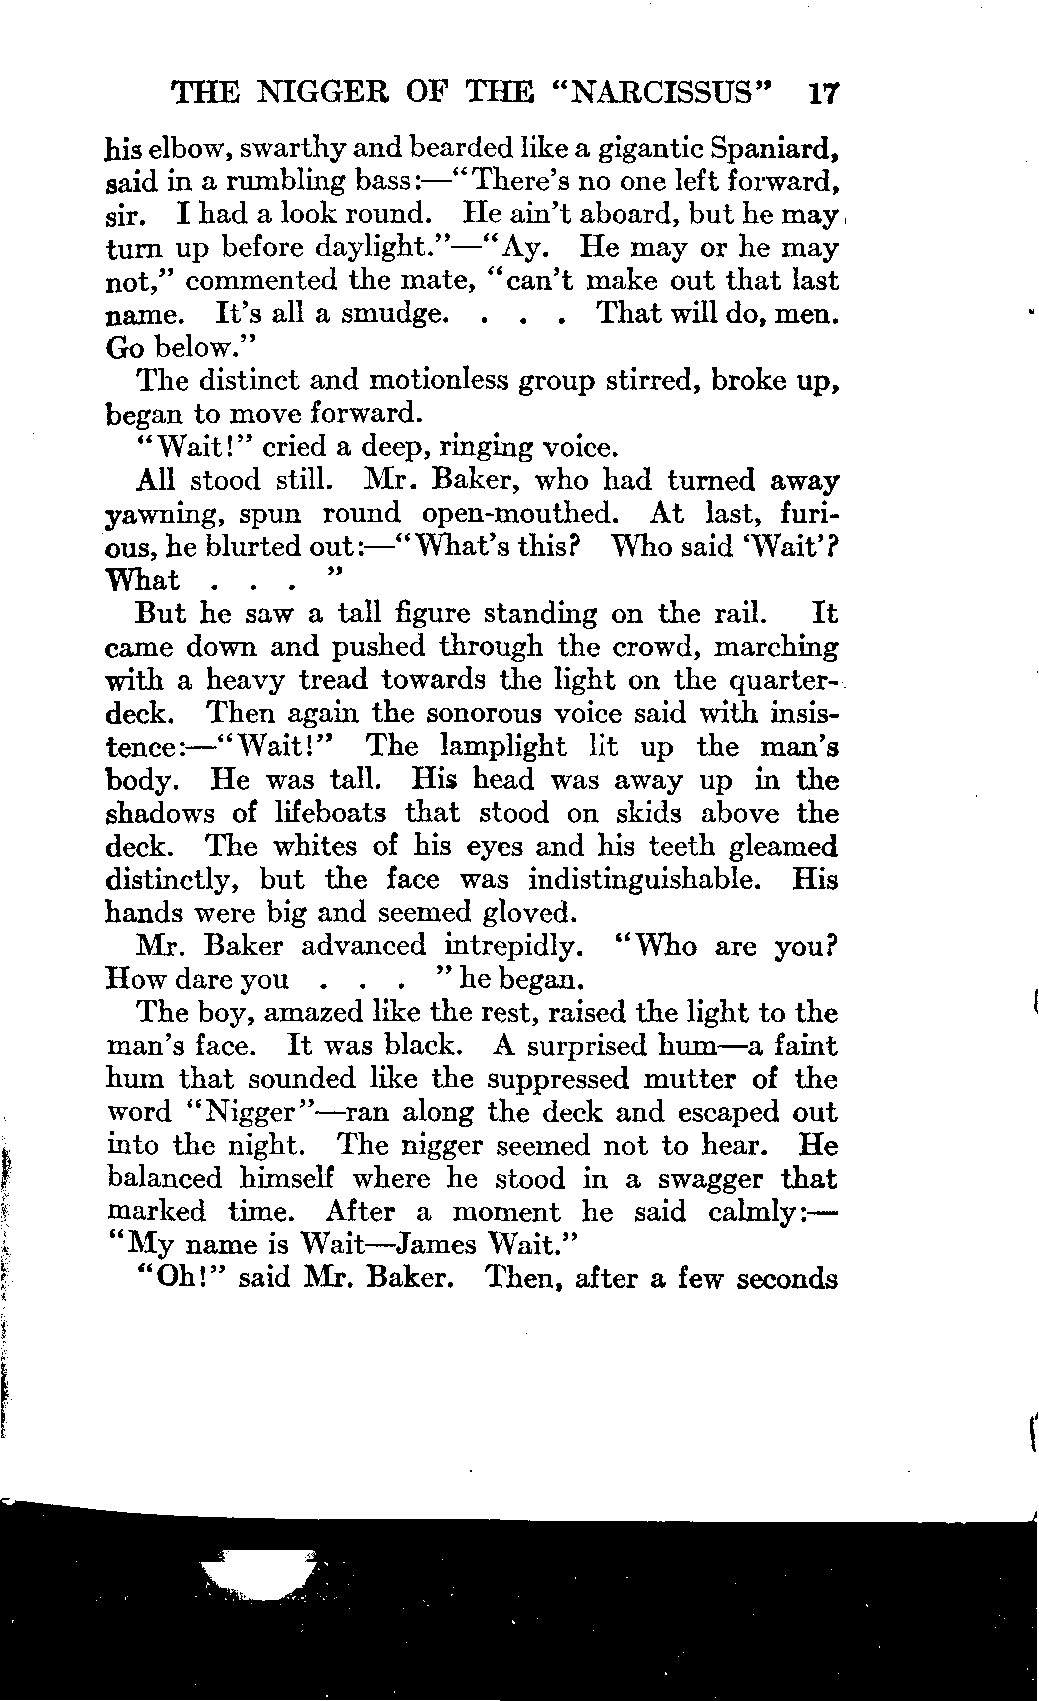 THE NIGGER OF THE "NARCISSUS" 17
his elbow, swarthy and bearded like a gigantic Spaniard,
said in a rumbling bass:—"There's no one left forward,
sir. I had a look round. He ain't aboard, but he may
turn up before daylight."—"Ay. He may or he may
not," commented the mate, "can't make out that last
name. It's all a smudge. . . . That will do, men.
Go below."
The distinct and motionless group stirred, broke up,
began to move forward.
"Wait!" cried a deep, ringing voice.
All stood still. Mr. Baker, who had turned away
yawning, spun round open-mouthed. At last, furi-
ous, he blurted out:—"What's this? Who said 'Wait'?
What . . . "
But he saw a tall figure standing on the rail. It
came down and pushed through the crowd, marching
with a heavy tread towards the light on the quarter-
deck. Then again the sonorous voice said with insis-
tence:—"Wait!" The lamplight lit up the man's
body. He was tall. His head was away up in the
shadows of lifeboats that stood on skids above the
deck. The whites of his eyes and his teeth gleamed
distinctly, but the face was indistinguishable. His
hands were big and seemed gloved.
Mr. Baker advanced intrepidly. "Who are you?
How dare you . . . " he began.
The boy, amazed like the rest, raised the light to the
man's face. It was black. A surprised hum—a faint
hum that sounded like the suppressed mutter of the
word "Nigger"—ran along the deck and escaped out
into the night. The nigger seemed not to hear. He
balanced himself where he stood in a swagger that
marked time. After a moment he said calmly:—
"My name is Wait—James Wait."
"Oh!" said Mr. Baker. Then, after a few seconds